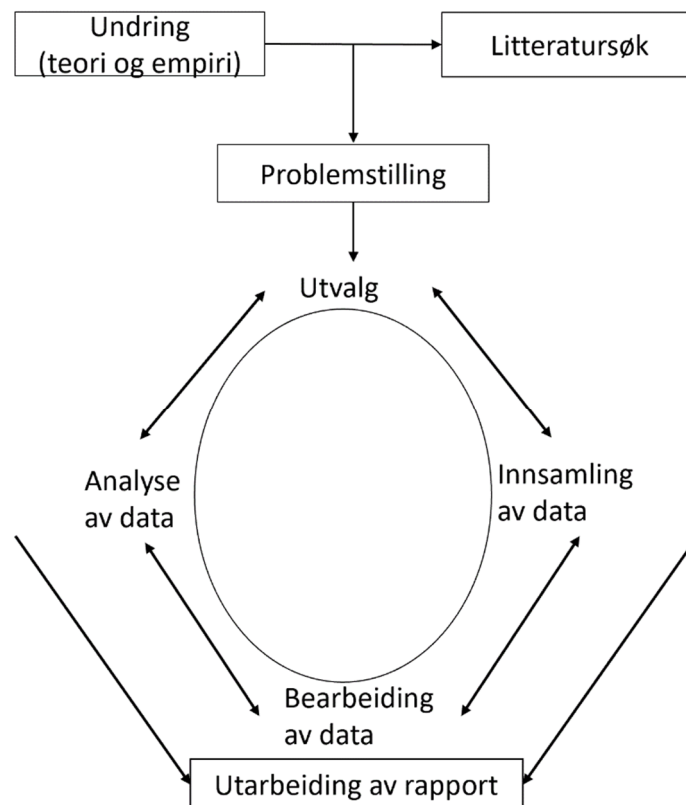 Undring
(teori og empiri)
Litteratursøk
Problemstilling
Utvalg
Analyse
av data
Innsamling
av data
Bearbeiding
av data
Utarbeiding av rapport